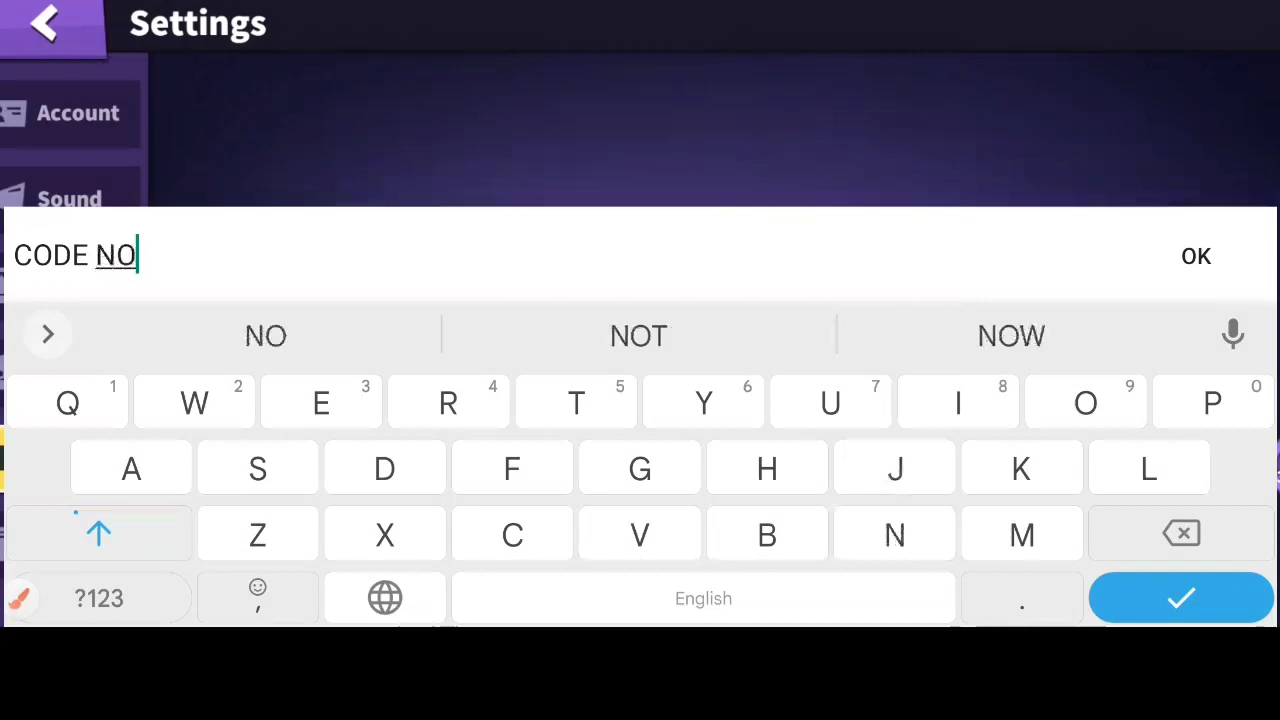 Settings
Account
Sound
CODE NO
OK
NO NOT NOW
Q 1 W 2 E 3 R 4 T 5 Y 6 U 7 I 8 O 9 P 0
A S D F G H J K L
Z X C V B N M
?123 , English .